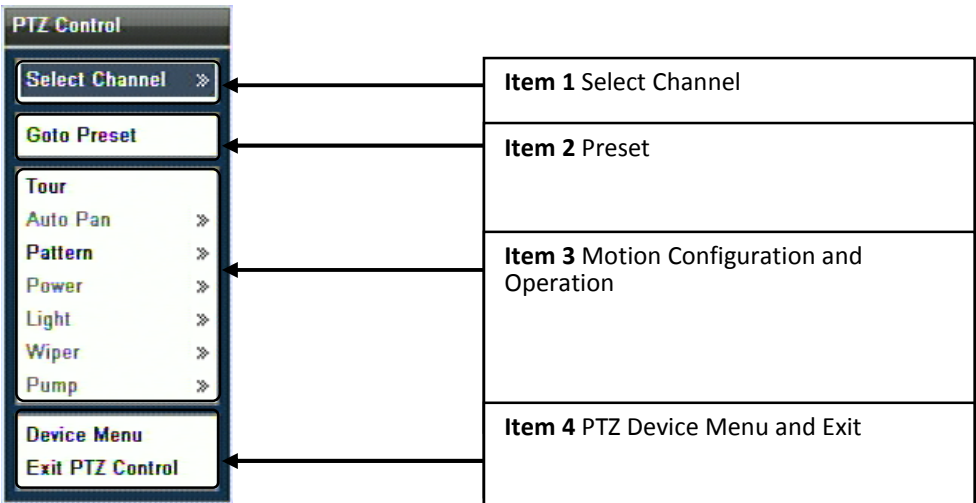 PTZ Control
Select Channel »
Goto Preset
Tour
Auto Pan »
Pattern »
Power »
Light »
Wiper »
Pump »
Device Menu
Exit PTZ Control
Item 1 Select Channel
Item 2 Preset
Item 3 Motion Configuration and
Operation
Item 4 PTZ Device Menu and Exit